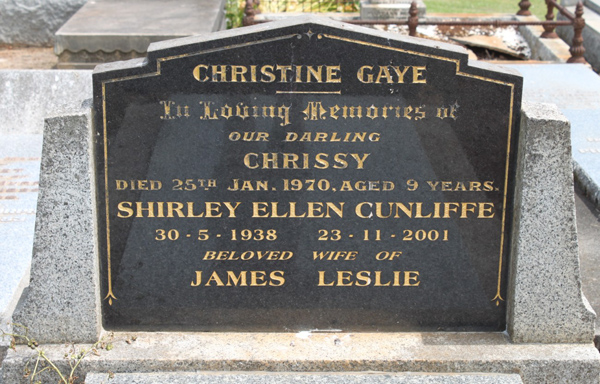 CHRISTINE GAYE
In Loving Memories of
OUR DARLING
CHRISSY
DIED 25TH JAN. 1970, AGED 9 YEARS.
SHIRLEY ELLEN CUNLIFFE
30 - 5 - 1938 23 - 11 - 2001
BELOVED WIFE OF
JAMES LESLIE